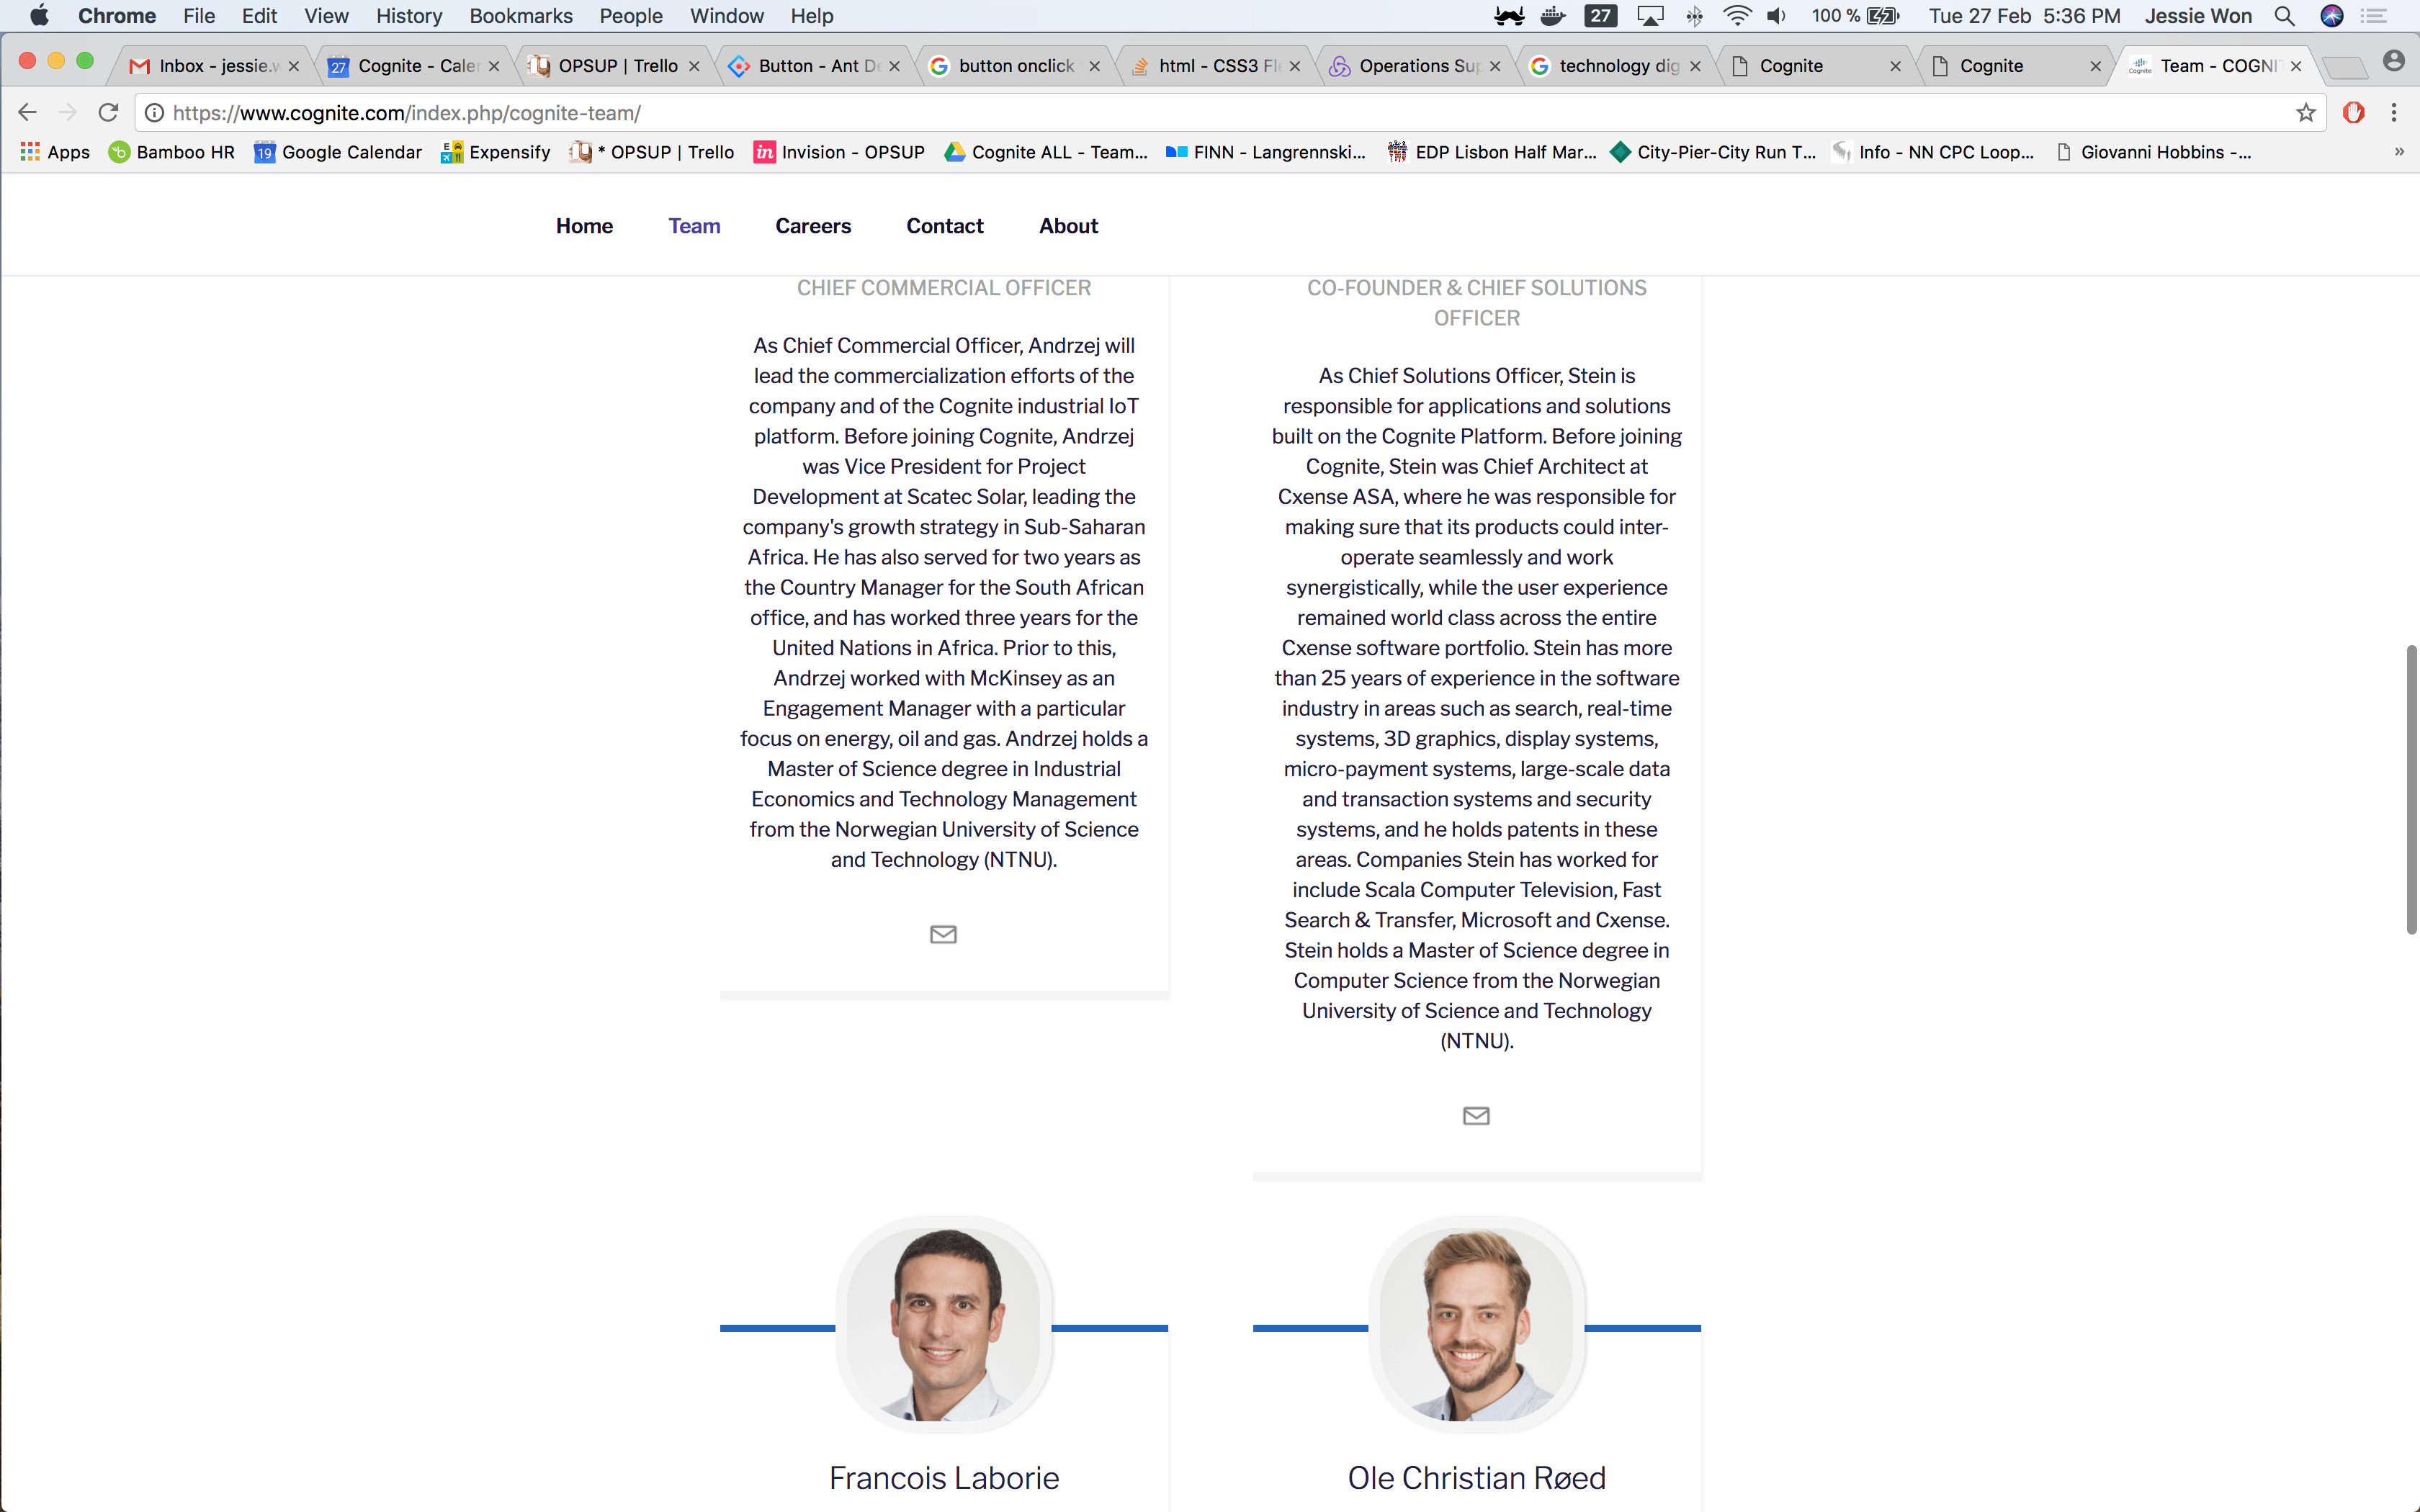 Chrome File Edit View History Bookmarks People Window Help 27 100 % Tue 27 Feb 5:36 PM Jessie Won
Inbox - jessie.w 27 Cognite - Caler OPSUP | Trello Button - Ant De button onclick html - CSS3 Fle Operations Sup technology dig Cognite Cognite Cognite Team - COGNIT
https://www.cognite.com/index.php/cognite-team/
Apps Bamboo HR 19 Google Calendar Expensify * OPSUP | Trello in Invision - OPSUP Cognite ALL - Team... FINN - Langrennski... EDP Lisbon Half Mar... City-Pier-City Run T... Info - NN CPC Loop... Giovanni Hobbins -... »
Home Team Careers Contact About
CHIEF COMMERCIAL OFFICER
As Chief Commercial Officer, Andrzej will
lead the commercialization efforts of the
company and of the Cognite industrial IoT
platform. Before joining Cognite, Andrzej
was Vice President for Project
Development at Scatec Solar, leading the
company's growth strategy in Sub-Saharan
Africa. He has also served for two years as
the Country Manager for the South African
office, and has worked three years for the
United Nations in Africa. Prior to this,
Andrzej worked with McKinsey as an
Engagement Manager with a particular
focus on energy, oil and gas. Andrzej holds a
Master of Science degree in Industrial
Economics and Technology Management
from the Norwegian University of Science
and Technology (NTNU).
CO-FOUNDER & CHIEF SOLUTIONS
OFFICER
As Chief Solutions Officer, Stein is
responsible for applications and solutions
built on the Cognite Platform. Before joining
Cognite, Stein was Chief Architect at
Cxense ASA, where he was responsible for
making sure that its products could inter-
operate seamlessly and work
synergistically, while the user experience
remained world class across the entire
Cxense software portfolio. Stein has more
than 25 years of experience in the software
industry in areas such as search, real-time
systems, 3D graphics, display systems,
micro-payment systems, large-scale data
and transaction systems and security
systems, and he holds patents in these
areas. Companies Stein has worked for
include Scala Computer Television, Fast
Search & Transfer, Microsoft and Cxense.
Stein holds a Master of Science degree in
Computer Science from the Norwegian
University of Science and Technology
(NTNU).
Francois Laborie
Ole Christian Røed